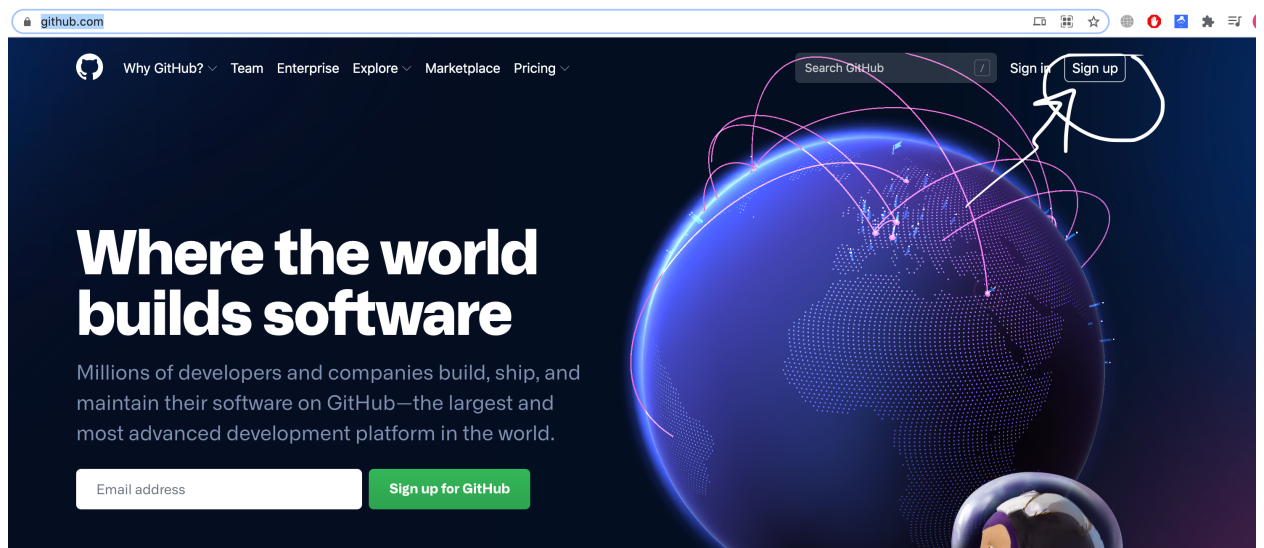 github.com
Why GitHub? Team Enterprise Explore Marketplace Pricing Search GitHub / Sign in Sign up
Where the world
builds software
Millions of developers and companies build, ship, and
maintain their software on GitHub—the largest and
most advanced development platform in the world.
Email address Sign up for GitHub